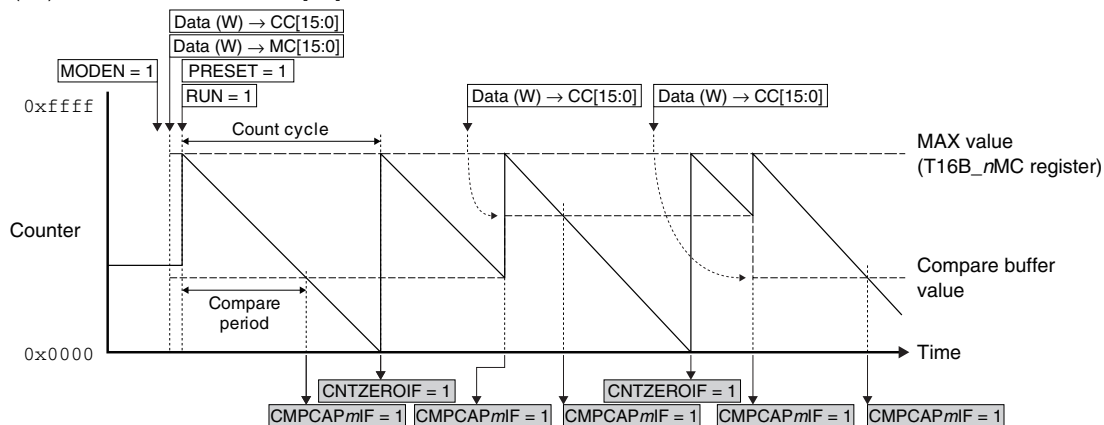 Data (W) → CC[15:0]
Data (W) → MC[15:0]
MODEN = 1
PRESET = 1
RUN = 1
Data (W) → CC[15:0]
Data (W) → CC[15:0]
0xffff
Count cycle
MAX value
(T16B_nMC register)
Counter
Compare
period
Compare buffer
value
0x0000
Time
CNTZEROIF = 1
CNTZEROIF = 1
CMPCAPmIF = 1
CMPCAPmIF = 1
CMPCAPmIF = 1
CMPCAPmIF = 1
CMPCAPmIF = 1